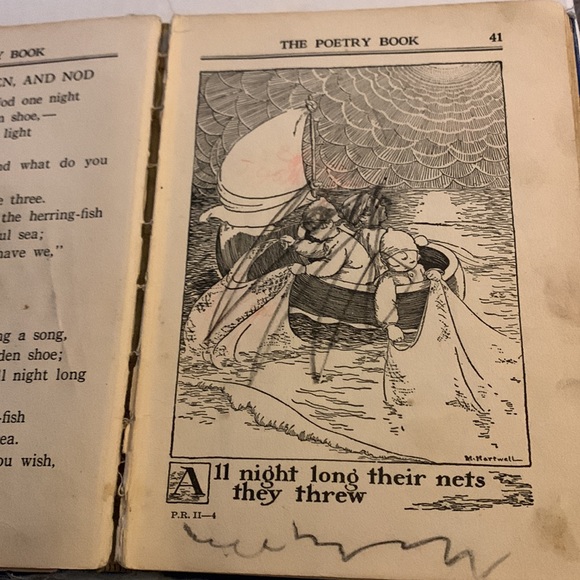 Y BOOK
EN, AND NOD
od one night
n shoe,—
light
nd what do you
e three.
the herring-fish
ul sea;
have we,"
ng a song,
den shoe;
ll night long
-fish
ea.
ou wish,
THE POETRY BOOK 41
M. Hartwell
All night long their nets
they threw
P.R. II—4